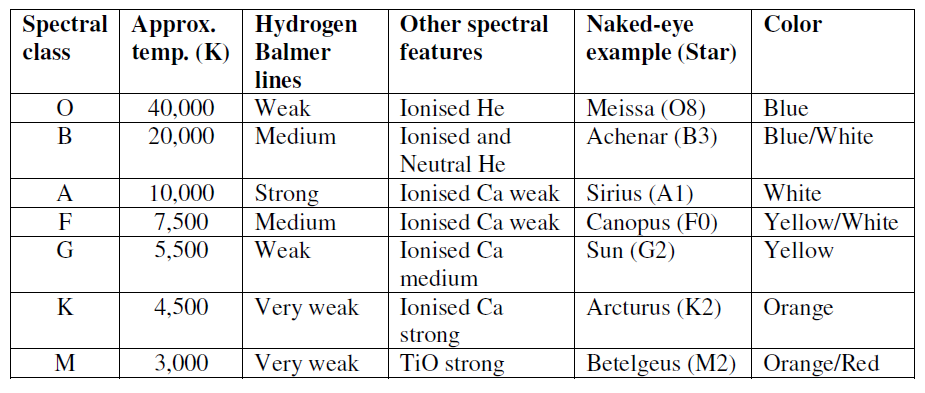 Spectral class Approx. temp. (K) Hydrogen Balmer lines Other spectral features Naked-eye example (Star) Color
O 40,000 Weak Ionised He Meissa (O8) Blue
B 20,000 Medium Ionised and Neutral He Achenar (B3) Blue/White
A 10,000 Strong Ionised Ca weak Sirius (A1) White
F 7,500 Medium Ionised Ca weak Canopus (F0) Yellow/White
G 5,500 Weak Ionised Ca medium Sun (G2) Yellow
K 4,500 Very weak Ionised Ca strong Arcturus (K2) Orange
M 3,000 Very weak TiO strong Betelgeus (M2) Orange/Red